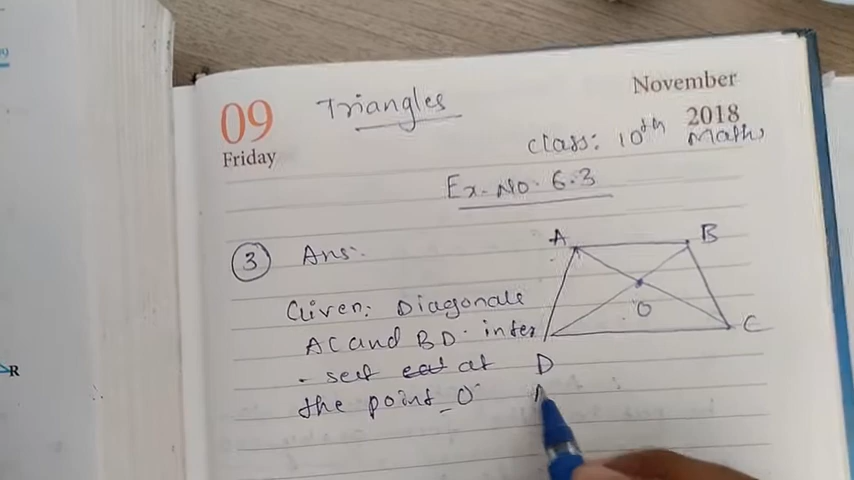 09
Friday
Triangles
November
2018
Class: 10th Maths
Ex. No. 6.3
3 Ans:
A B
O
C
D
Given: Diagonals
AC and BD inter
- sect at
the point O
R